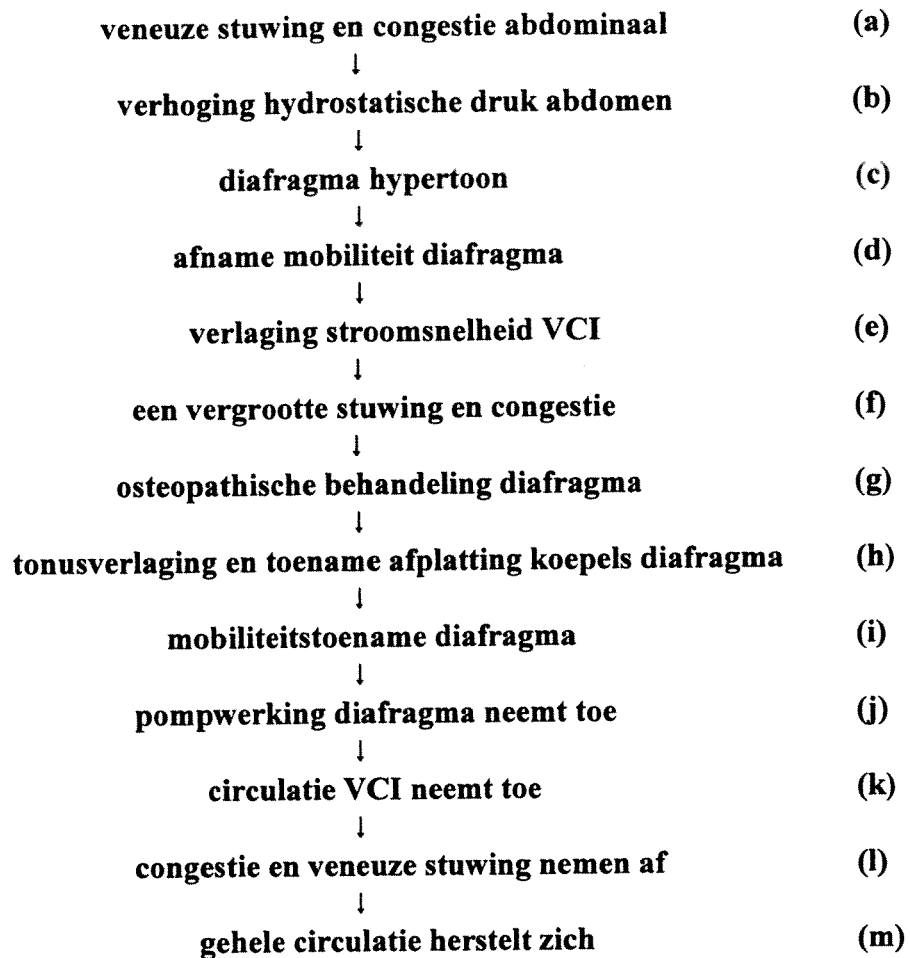 veneuze stuwing en congestie abdominaal (a)
↓
verhoging hydrostatische druk abdomen (b)
↓
diafragma hypertoon (c)
↓
afname mobiliteit diafragma (d)
↓
verlaging stroomsnelheid VCI (e)
↓
een vergrootte stuwing en congestie (f)
↓
osteopathische behandeling diafragma (g)
↓
tonusverlaging en toename afplatting koepels diafragma (h)
↓
mobiliteitstoename diafragma (i)
↓
pompwerking diafragma neemt toe (j)
↓
circulatie VCI neemt toe (k)
↓
congestie en veneuze stuwing nemen af (l)
↓
gehele circulatie herstelt zich (m)